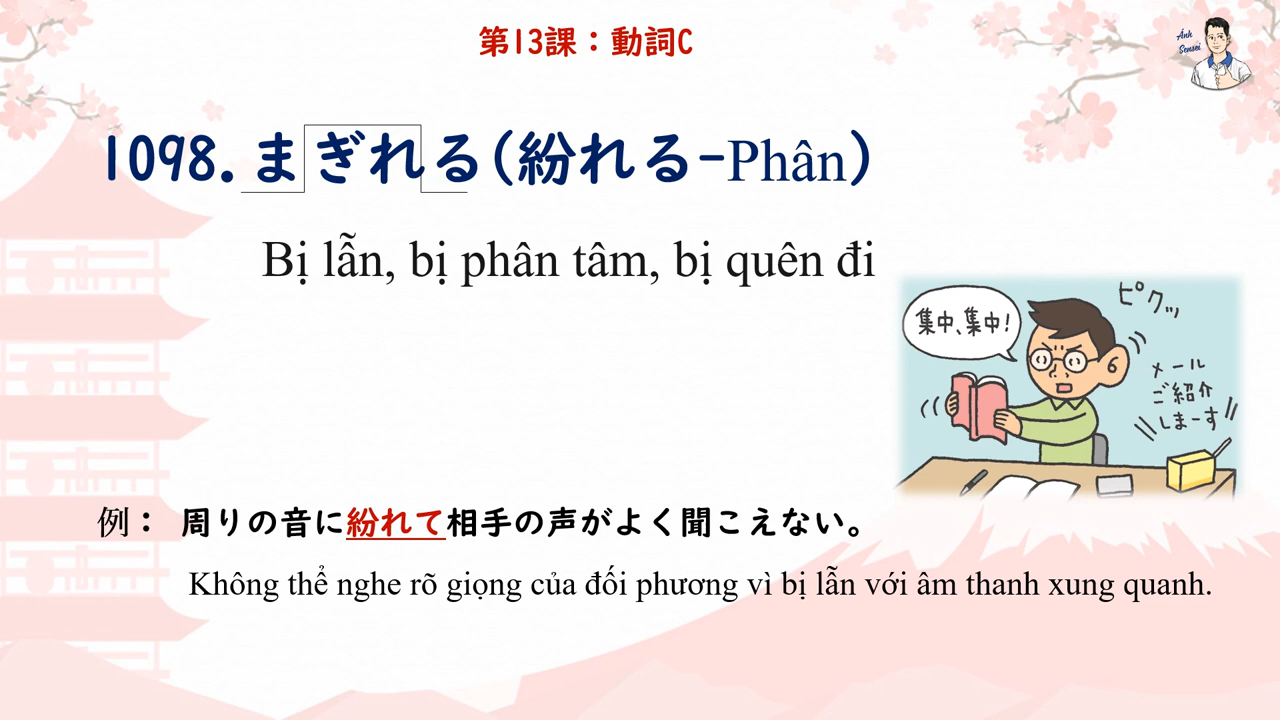 第13課：動詞C
Ánh
Sensei
1098.まぎれる(紛れる-Phân)
Bị lẫn, bị phân tâm, bị quên đi
ピクッ
集中、集中!
メール
ご紹介
しまーす
例： 周りの音に紛れて相手の声がよく聞こえない。
Không thể nghe rõ giọng của đối phương vì bị lẫn với âm thanh xung quanh.